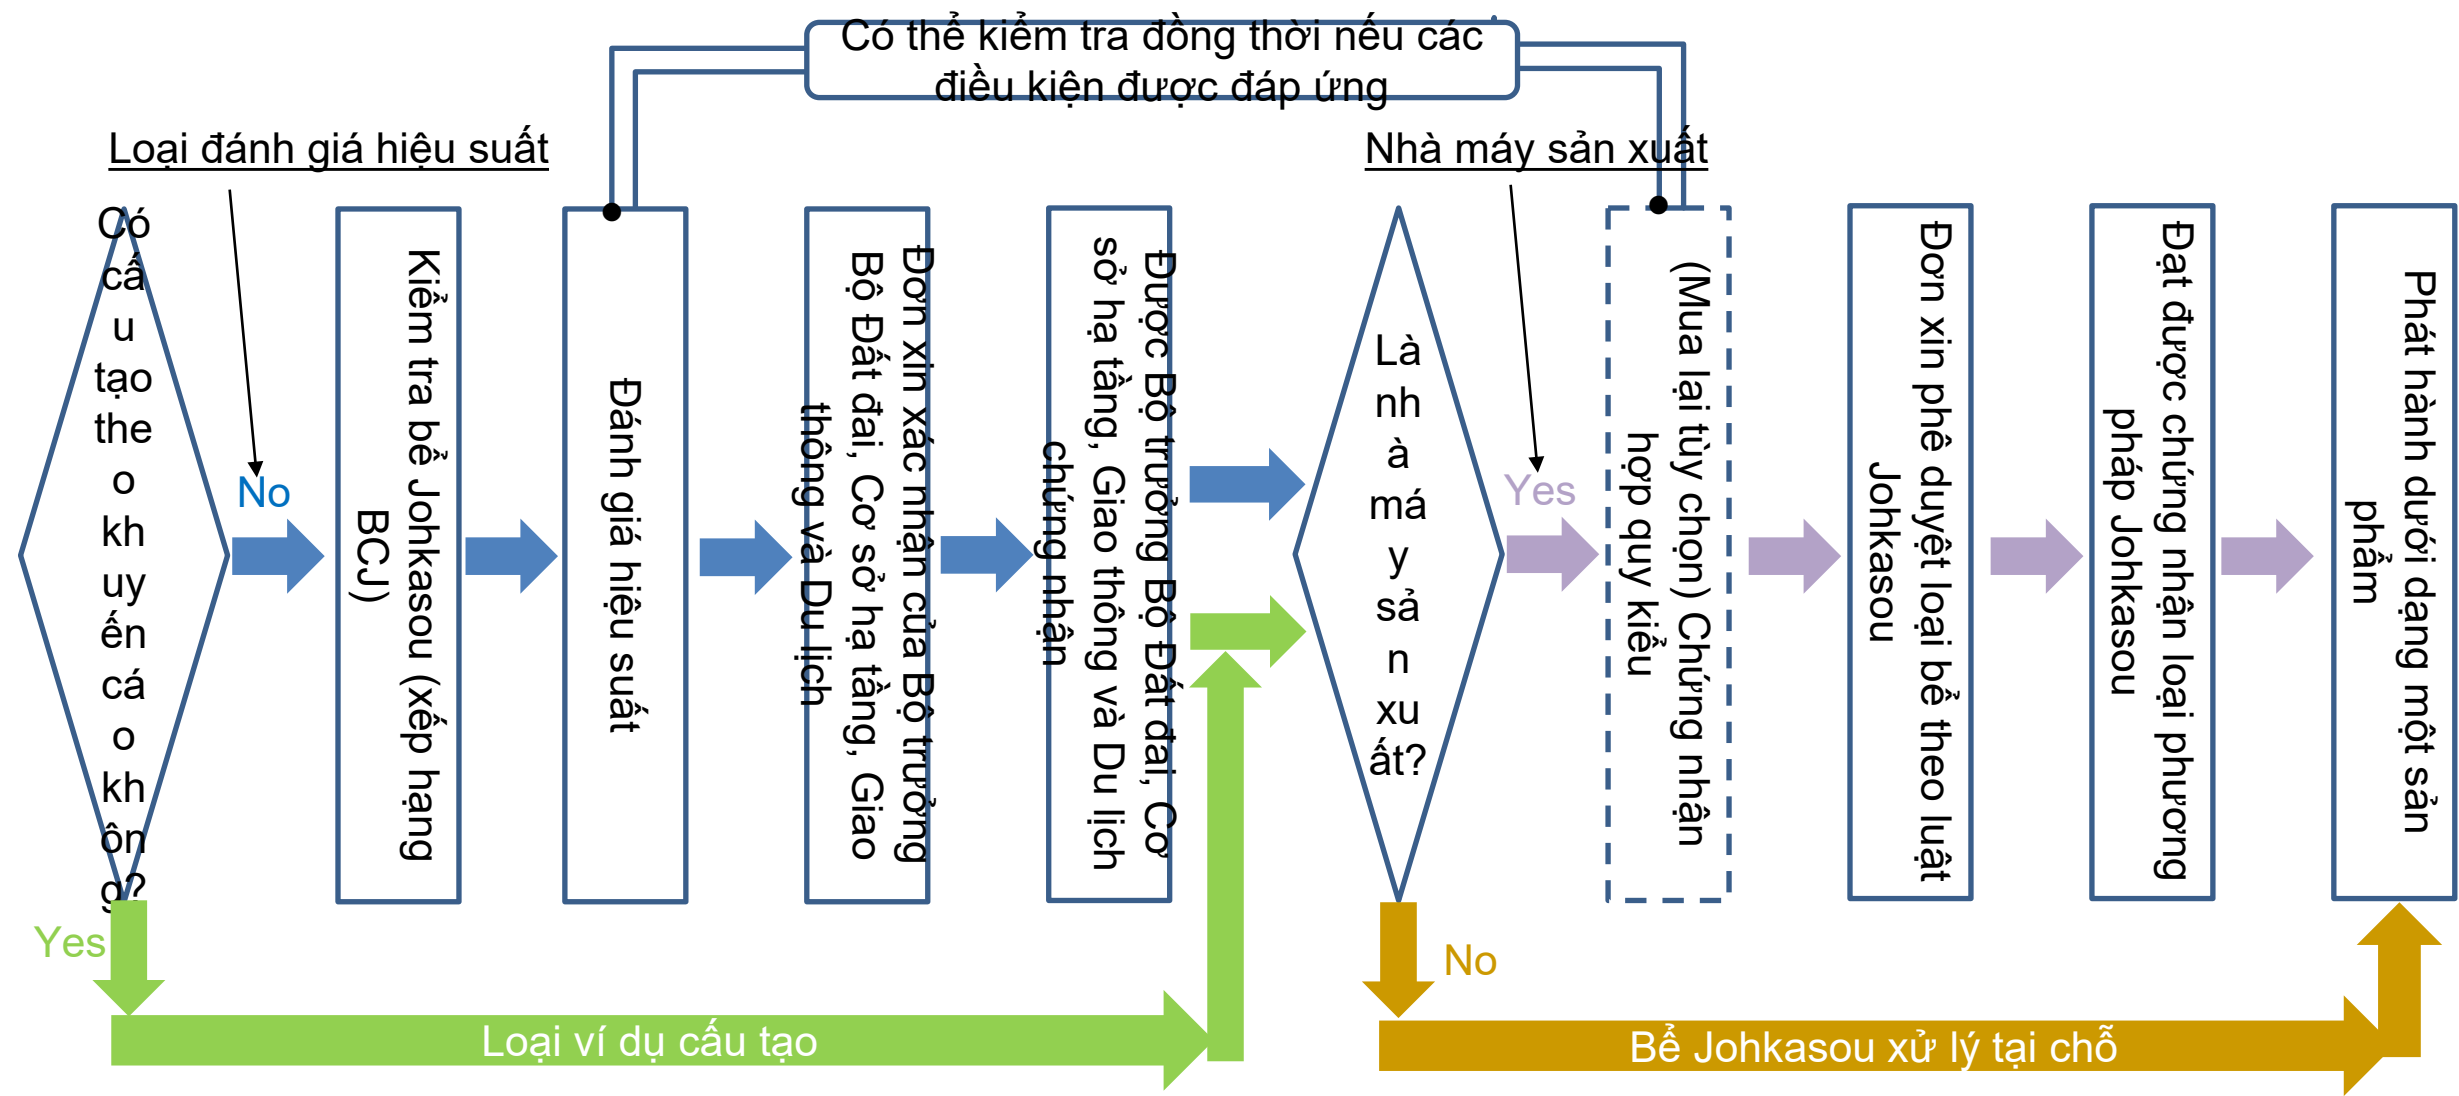 Có thể kiểm tra đồng thời nếu các
điều kiện được đáp ứng
Loại đánh giá hiệu suất
Nhà máy sản xuất
Có
cấ
u
tạo
the
o
kh
uy
ến
cá
o
kh
ôn
g?
No
Kiểm tra bể Johkasou (xếp hạng
BCJ)
Đánh giá hiệu suất
Đơn xin xác nhận của Bộ trưởng
Bộ Đất đai, Cơ sở hạ tầng, Giao
thông và Du lịch
Được Bộ trưởng Bộ Đất đai, Cơ
sở hạ tầng, Giao thông và Du lịch
chứng nhận
Là
nh
à
má
y
sả
n
xu
ất?
Yes
(Mua lại tùy chọn) Chứng nhận
hợp quy kiểu
Đơn xin phê duyệt loại bể theo luật
Johkasou
Đạt được chứng nhận loại phương
pháp Johkasou
Phát hành dưới dạng một sản
phẩm
Yes
No
Loại ví dụ cấu tạo
Bể Johkasou xử lý tại chỗ